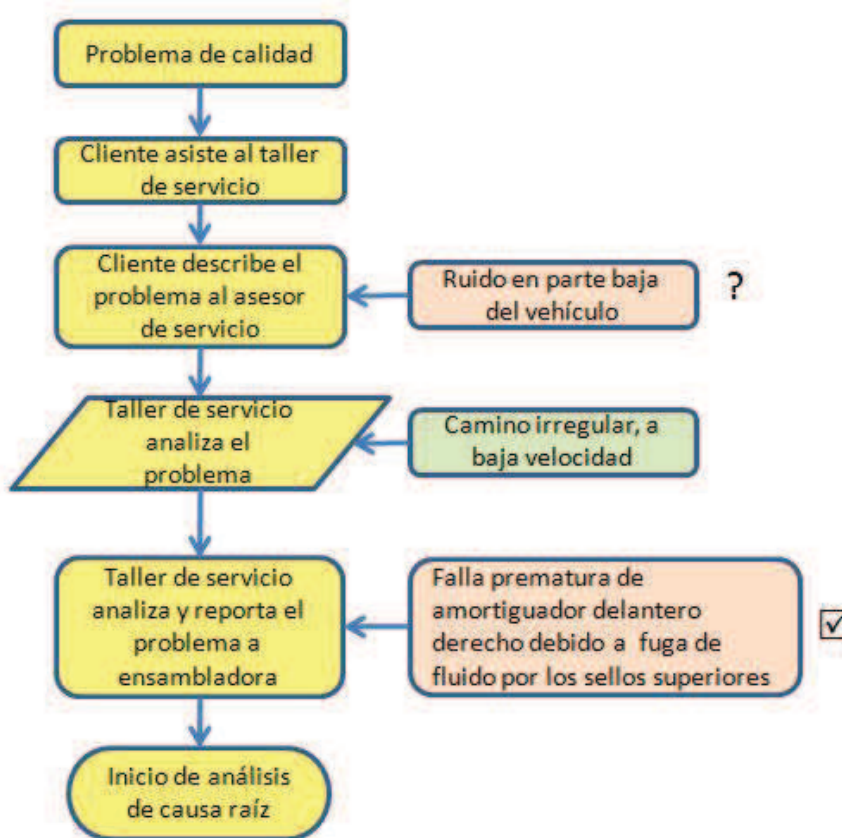 Problema de calidad
Cliente asiste al taller
de servicio
Cliente describe el
problema al asesor
de servicio
Ruido en parte baja
del vehículo
?
Taller de servicio
analiza el
problema
Camino irregular, a
baja velocidad
Taller de servicio
analiza y reporta el
problema a
ensambladora
Falla prematura de
amortiguador delantero
derecho debido a fuga de
fluido por los sellos superiores
☑
Inicio de análisis
de causa raíz